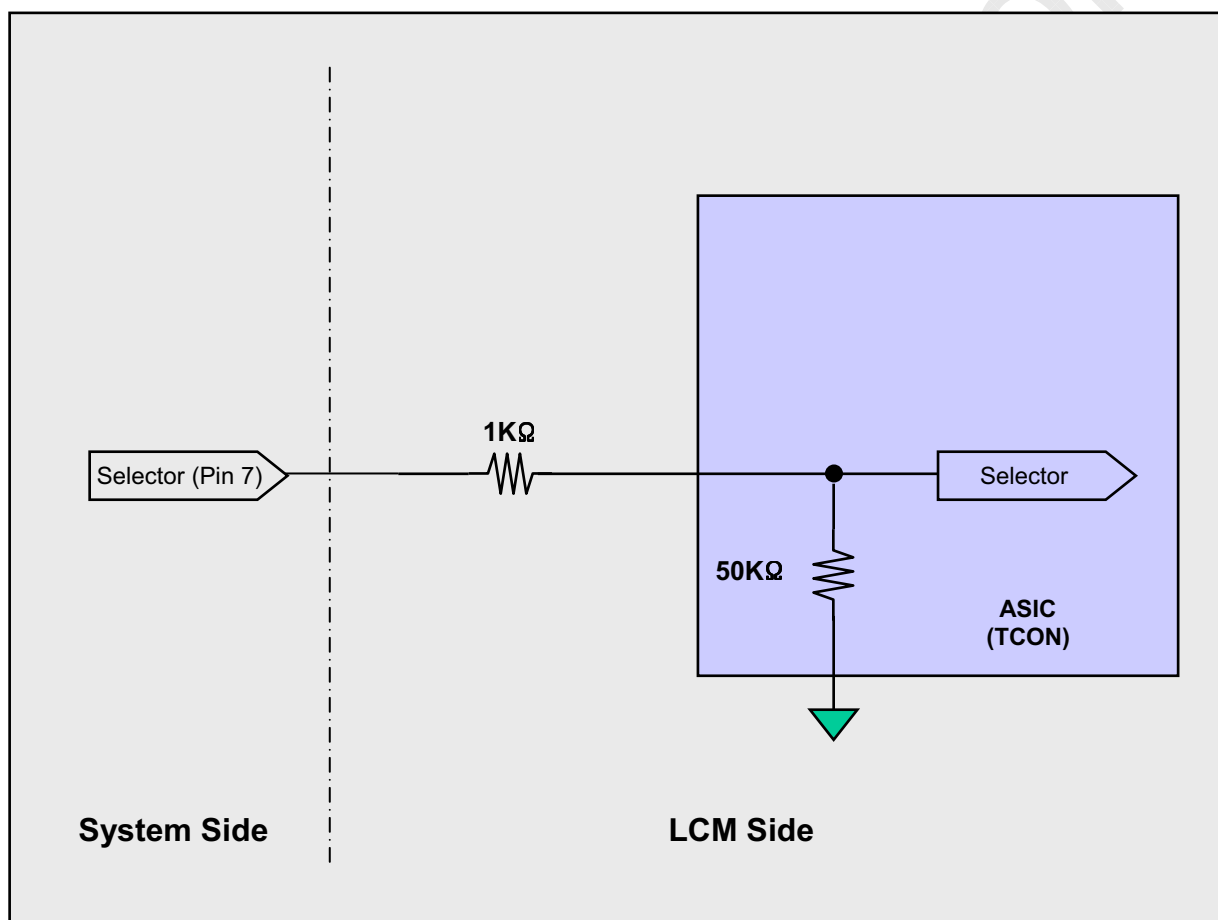 1KΩ
Selector (Pin 7)
Selector
50KΩ
ASIC
(TCON)
System Side
LCM Side